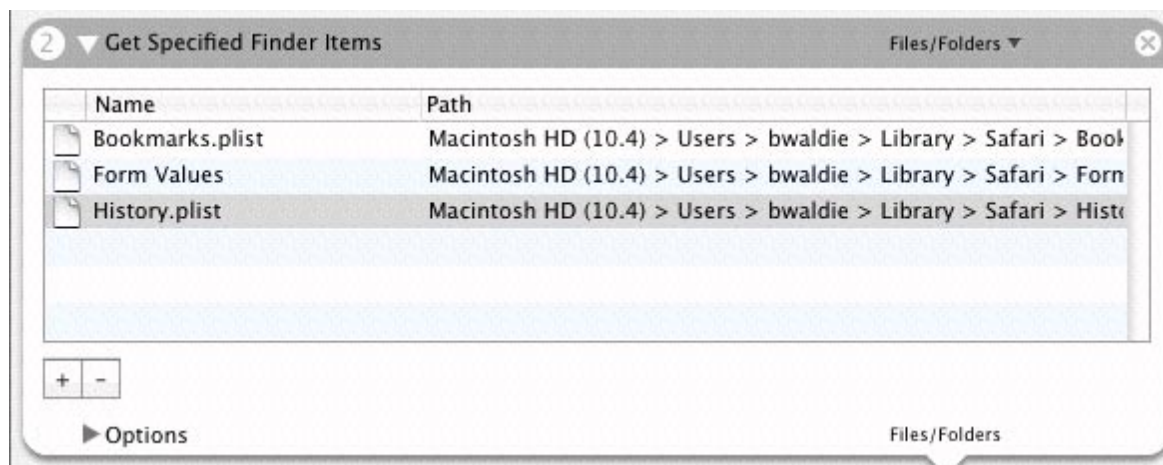 2 Get Specified Finder Items Files/Folders
Name Path
Bookmarks.plist Macintosh HD (10.4) > Users > bwaldie > Library > Safari > Book
Form Values Macintosh HD (10.4) > Users > bwaldie > Library > Safari > Form
History.plist Macintosh HD (10.4) > Users > bwaldie > Library > Safari > Histo
+ -
Options Files/Folders